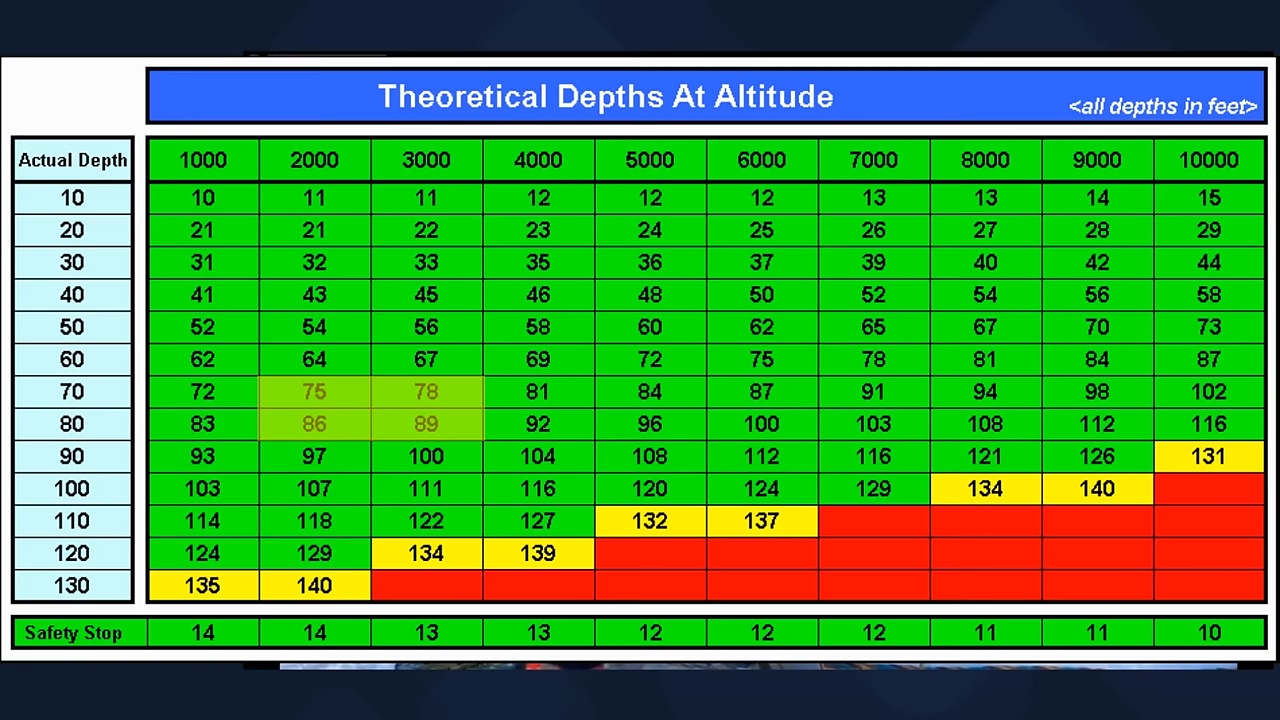 Theoretical Depths At Altitude
<all depths in feet>
Actual Depth 1000 2000 3000 4000 5000 6000 7000 8000 9000 10000
10 10 11 11 12 12 12 13 13 14 15
20 21 21 22 23 24 25 26 27 28 29
30 31 32 33 35 36 37 39 40 42 44
40 41 43 45 46 48 50 52 54 56 58
50 52 54 56 58 60 62 65 67 70 73
60 62 64 67 69 72 75 78 81 84 87
70 72 75 78 81 84 87 91 94 98 102
80 83 86 89 92 96 100 103 108 112 116
90 93 97 100 104 108 112 116 121 126 131
100 103 107 111 116 120 124 129 134 140
110 114 118 122 127 132 137
120 124 129 134 139
130 135 140
Safety Stop 14 14 13 13 12 12 12 11 11 10